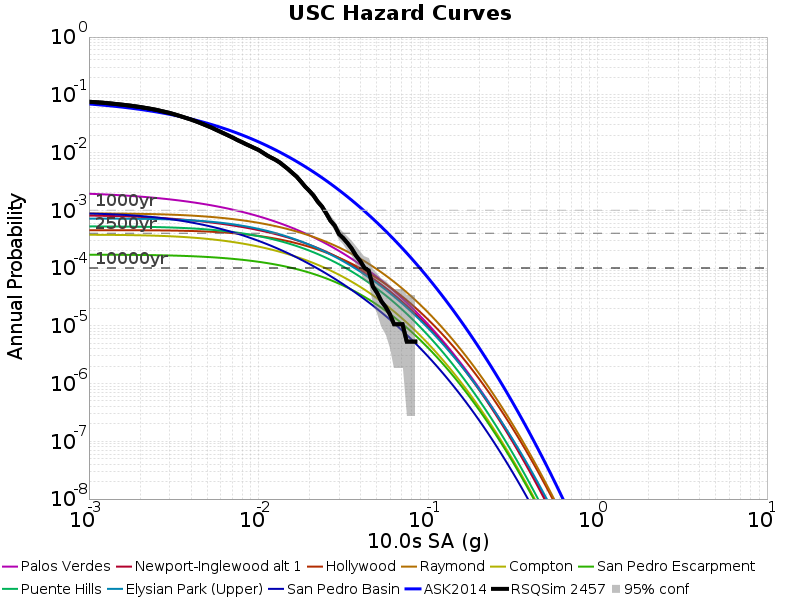 USC Hazard Curves
Annual Probability
10^0
10^-1
10^-2
10^-3
10^-4
10^-5
10^-6
10^-7
10^-8
1000yr
2500yr
10000yr
10^-3 10^-2 10^-1 10^0 10^1
10.0s SA (g)
Palos Verdes Newport-Inglewood alt 1 Hollywood Raymond Compton San Pedro Escarpment
Puente Hills Elysian Park (Upper) San Pedro Basin ASK2014 RSQSim 2457 95% conf